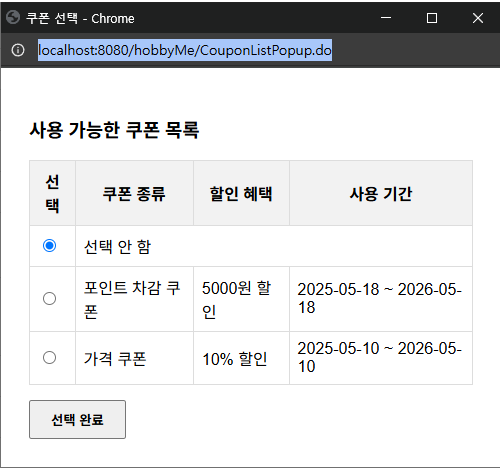 쿠폰 선택 - Chrome
localhost:8080/hobbyMe/CouponListPopup.do
사용 가능한 쿠폰 목록
선택 쿠폰 종류 할인 혜택 사용 기간
선택 안 함
포인트 차감 쿠폰 5000원 할인 2025-05-18 ~ 2026-05-18
가격 쿠폰 10% 할인 2025-05-10 ~ 2026-05-10
선택 완료